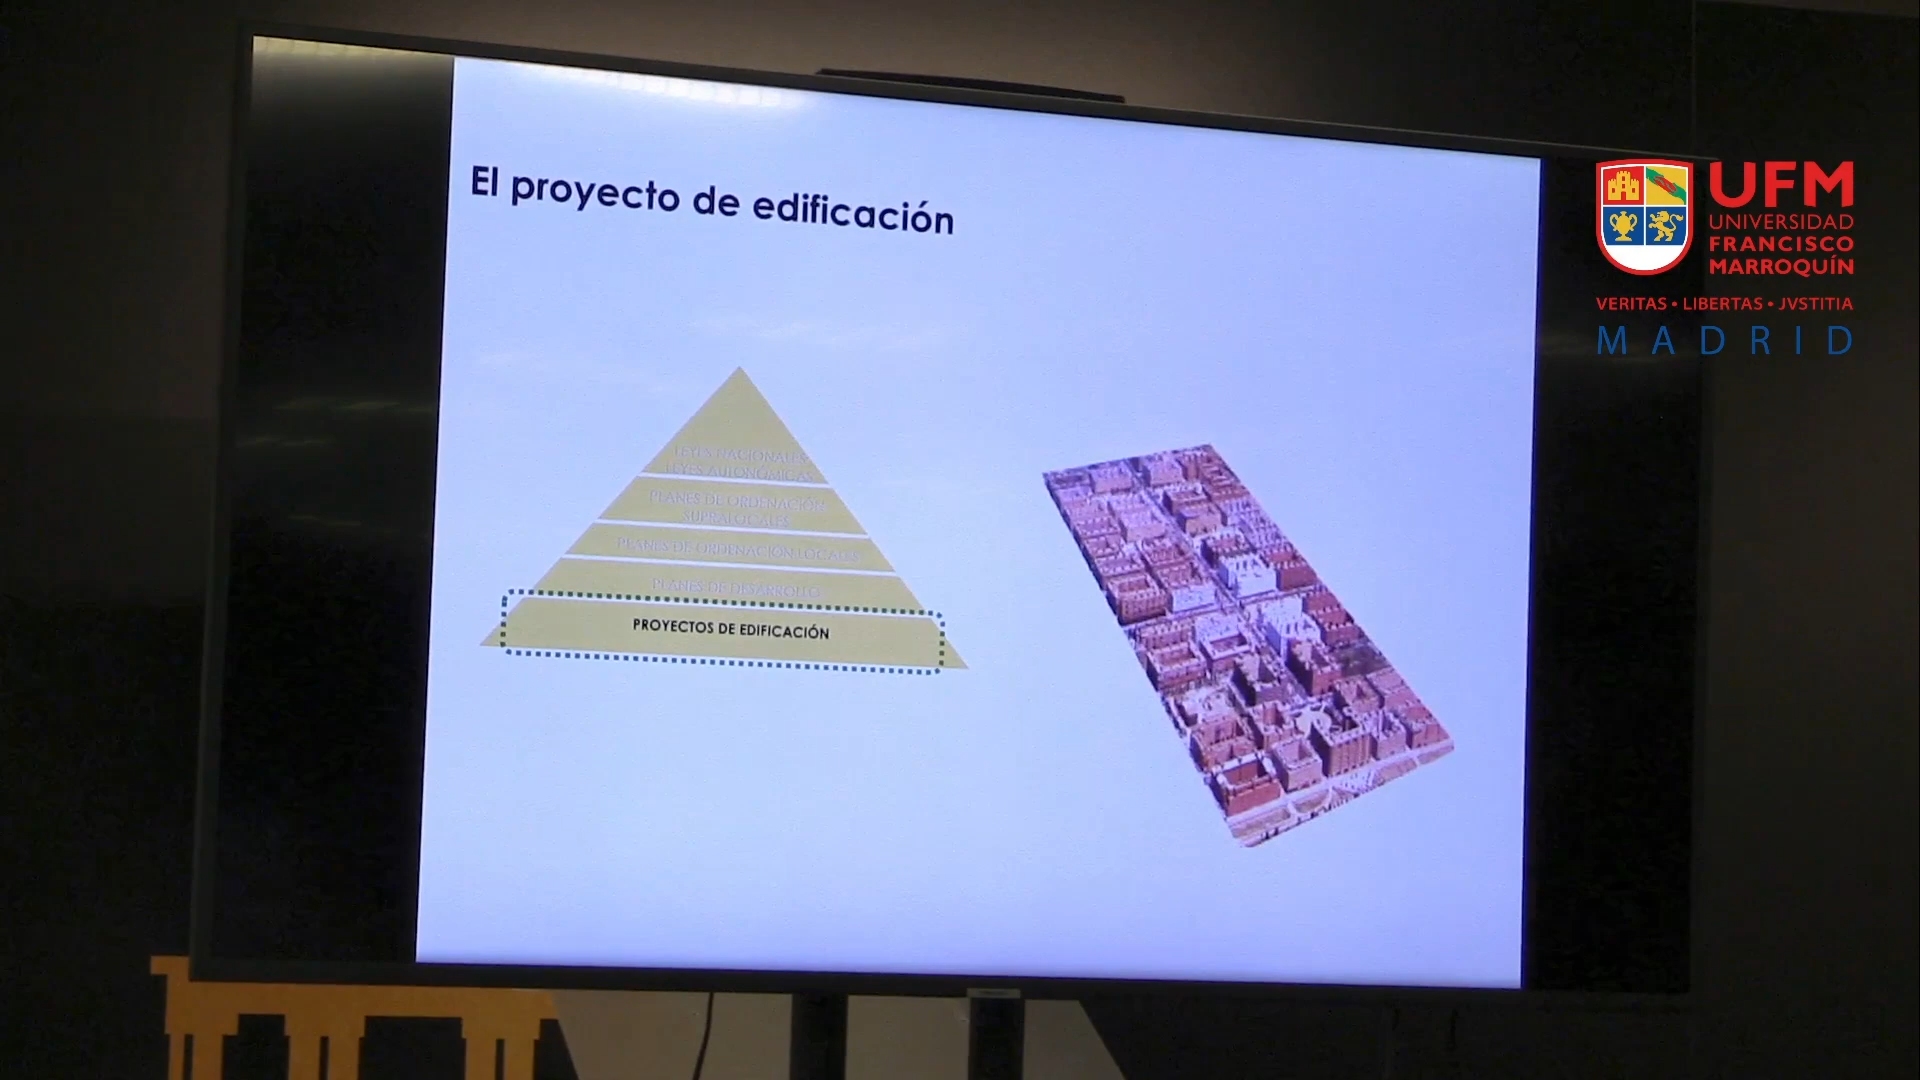 El proyecto de edificación
LEYES NACIONALES
LEYES AUTONÓMICAS
PLANES DE ORDENACIÓN
SUPRALOCALES
PLANES DE ORDENACIÓN LOCALES
PLANES DE DESARROLLO
PROYECTOS DE EDIFICACIÓN
UFM
UNIVERSIDAD
FRANCISCO
MARROQUÍN
VERITAS • LIBERTAS • JVSTITIA
MADRID